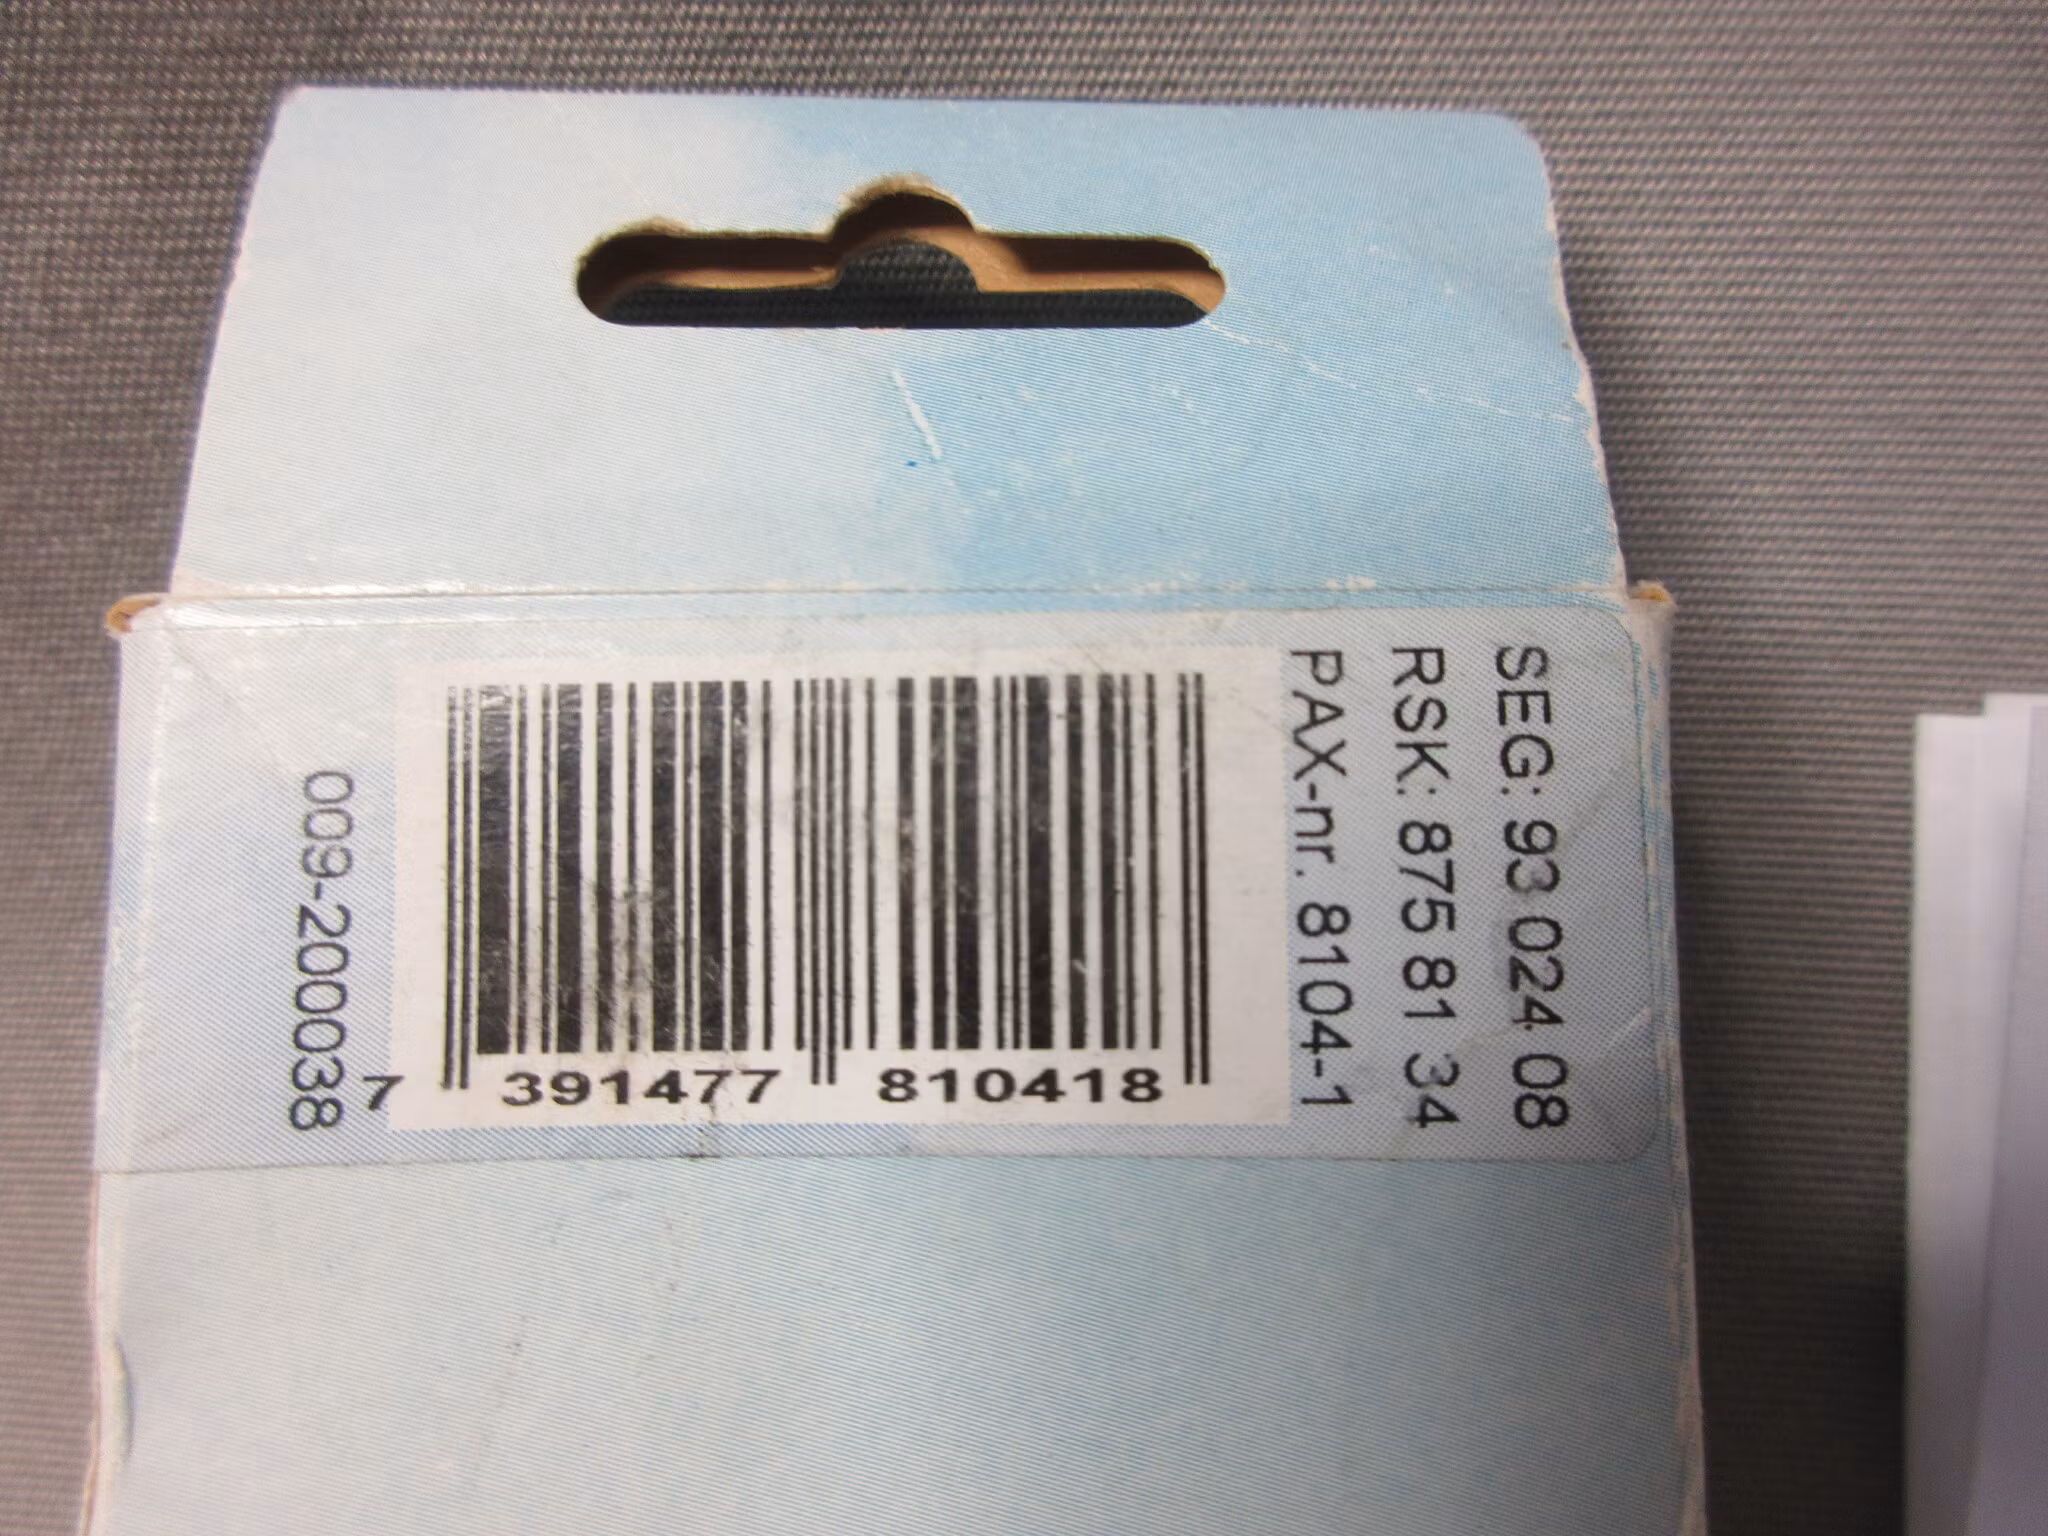 SEG: 93 024 08
RSK: 875 81 34
PAX-nr. 8104-1
7 391477 810418
009-200038